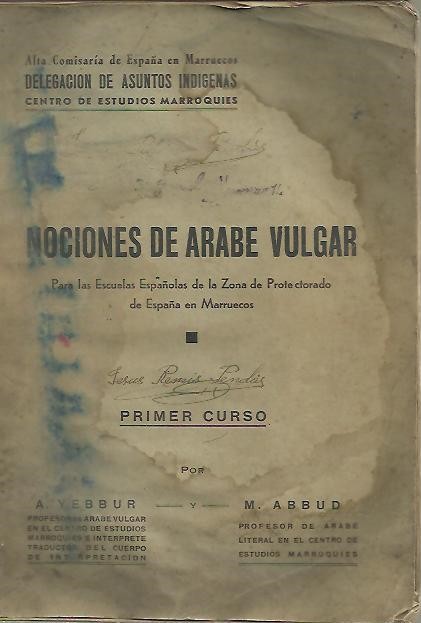 Alta Comisaría de España en Marruecos
DELEGACION DE ASUNTOS INDIGENAS
CENTRO DE ESTUDIOS MARROQUIES
NOCIONES DE ARABE VULGAR
Para las Escuelas Españolas de la Zona de Protectorado
de España en Marruecos
Jesus Remis Pendás
PRIMER CURSO
POR
A. YEBBUR
PROFESOR DE ARABE VULGAR
EN EL CENTRO DE ESTUDIOS
MARROQUIES E INTERPRETE
TRADUCTOR DEL CUERPO
DE INTERPRETACION
Y
M. ABBUD
PROFESOR DE ARABE
LITERAL EN EL CENTRO DE
ESTUDIOS MARROQUIES